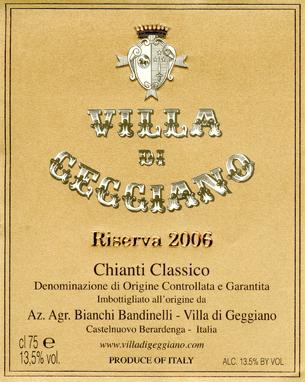 VILLA
DI
GEGGIANO
Riserva 2006
Chianti Classico
Denominazione di Origine Controllata e Garantita
Imbottigliato all'origine da
Az. Agr. Bianchi Bandinelli - Villa di Geggiano
Castelnuovo Berardenga - Italia
www.villadigeggiano.com
cl 75 e
13,5% vol.
PRODUCE OF ITALY
ALC. 13.5% BY VOL.